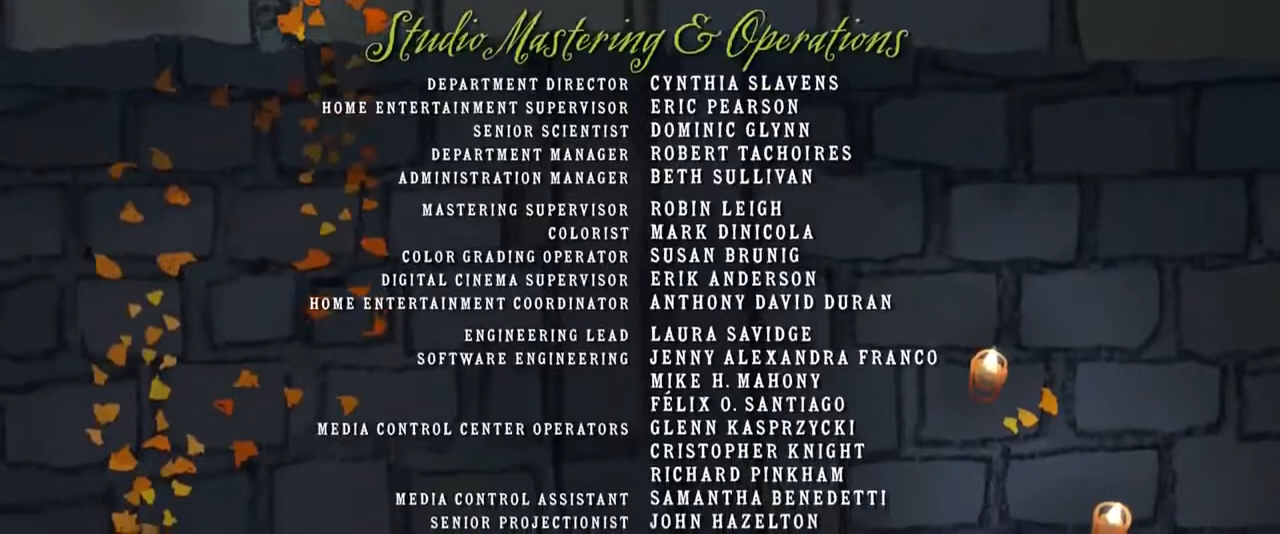 Studio Mastering & Operations
DEPARTMENT DIRECTOR CYNTHIA SLAVENS
HOME ENTERTAINMENT SUPERVISOR ERIC PEARSON
SENIOR SCIENTIST DOMINIC GLYNN
DEPARTMENT MANAGER ROBERT TACHOIRES
ADMINISTRATION MANAGER BETH SULLIVAN
MASTERING SUPERVISOR ROBIN LEIGH
COLORIST MARK DINICOLA
COLOR GRADING OPERATOR SUSAN BRUNIG
DIGITAL CINEMA SUPERVISOR ERIK ANDERSON
HOME ENTERTAINMENT COORDINATOR ANTHONY DAVID DURAN
ENGINEERING LEAD LAURA SAVIDGE
SOFTWARE ENGINEERING JENNY ALEXANDRA FRANCO
MIKE H. MAHONY
FÉLIX O. SANTIAGO
MEDIA CONTROL CENTER OPERATORS GLENN KASPRZYCKI
CRISTOPHER KNIGHT
RICHARD PINKHAM
MEDIA CONTROL ASSISTANT SAMANTHA BENEDETTI
SENIOR PROJECTIONIST JOHN HAZELTON